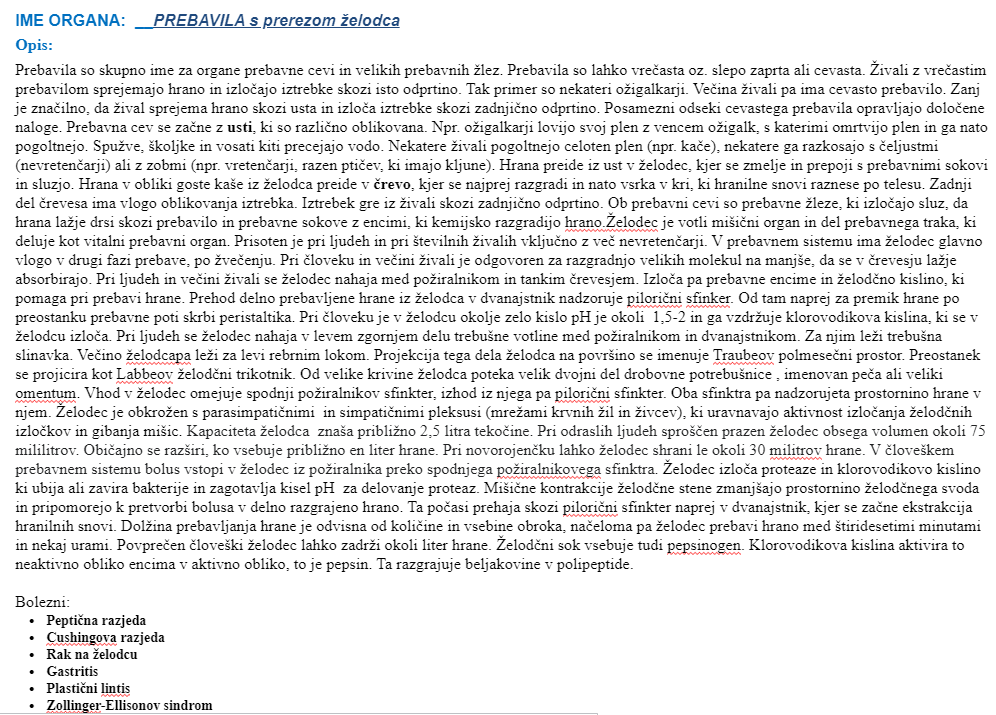 IME ORGANA: __PREBAVILA s prerezom želodca
Opis:
Prebavila so skupno ime za organe prebavne cevi in velikih prebavnih žlez. Prebavila so lahko vrečasta oz. slepo zaprta ali cevasta. Živali z vrečastim
prebavilom sprejemajo hrano in izločajo iztrebke skozi isto odprtino. Tak primer so nekateri ožigalkarji. Večina živali pa ima cevasto prebavilo. Zanj
je značilno, da žival sprejema hrano skozi usta in izloča iztrebke skozi zadnjično odprtino. Posamezni odseki cevastega prebavila opravljajo določene
naloge. Prebavna cev se začne z usti, ki so različno oblikovana. Npr. ožigalkarji lovijo svoj plen z vencem ožigalk, s katerimi omrtvijo plen in ga nato
pogoltnejo. Spužve, školjke in vosati kiti precejajo vodo. Nekatere živali pogoltnejo celoten plen (npr. kače), nekatere ga razkosajo s čeljustmi
(nevretenčarji) ali z zobmi (npr. vretenčarji, razen ptičev, ki imajo kljune). Hrana preide iz ust v želodec, kjer se zmelje in prepoji s prebavnimi sokovi
in sluzjo. Hrana v obliki goste kaše iz želodca preide v črevo, kjer se najprej razgradi in nato vsrka v kri, ki hranilne snovi raznese po telesu. Zadnji
del črevesa ima vlogo oblikovanja iztrebka. Iztrebek gre iz živali skozi zadnjično odprtino. Ob prebavni cevi so prebavne žleze, ki izločajo sluz, da
hrana lažje drsi skozi prebavilo in prebavne sokove z encimi, ki kemijsko razgradijo hrano Želodec je votli mišični organ in del prebavnega traka, ki
deluje kot vitalni prebavni organ. Prisoten je pri ljudeh in pri številnih živalih vključno z več nevretenčarji. V prebavnem sistemu ima želodec glavno
vlogo v drugi fazi prebave, po žvečenju. Pri človeku in večini živali je odgovoren za razgradnjo velikih molekul na manjše, da se v črevesju lažje
absorbirajo. Pri ljudeh in večini živali se želodec nahaja med požiralnikom in tankim črevesjem. Izloča pa prebavne encime in želodčno kislino, ki
pomaga pri prebavi hrane. Prehod delno prebavljene hrane iz želodca v dvanajstnik nadzoruje pilorični sfinker. Od tam naprej za premik hrane po
preostanku prebavne poti skrbi peristaltika. Pri človeku je v želodcu okolje zelo kislo pH je okoli  1,5-2 in ga vzdržuje klorovodikova kislina, ki se v
želodcu izloča. Pri ljudeh se želodec nahaja v levem zgornjem delu trebušne votline med požiralnikom in dvanajstnikom. Za njim leži trebušna
slinavka. Večino želodcapa leži za levi rebrnim lokom. Projekcija tega dela želodca na površino se imenuje Traubeov polmesečni prostor. Preostanek
se projicira kot Labbeov želodčni trikotnik. Od velike krivine želodca poteka velik dvojni del drobovne potrebušnice , imenovan peča ali veliki
omentum. Vhod v želodec omejuje spodnji požiralnikov sfinkter, izhod iz njega pa pilorični sfinkter. Oba sfinktra pa nadzorujeta prostornino hrane v
njem. Želodec je obkrožen s parasimpatičnimi  in simpatičnimi pleksusi (mrežami krvnih žil in živcev), ki uravnavajo aktivnost izločanja želodčnih
izločkov in gibanja mišic. Kapaciteta želodca  znaša približno 2,5 litra tekočine. Pri odraslih ljudeh sproščen prazen želodec obsega volumen okoli 75
mililitrov. Običajno se razširi, ko vsebuje približno en liter hrane. Pri novorojenčku lahko želodec shrani le okoli 30 militrov hrane. V človeškem
prebavnem sistemu bolus vstopi v želodec iz požiralnika preko spodnjega požiralnikovega sfinktra. Želodec izloča proteaze in klorovodikovo kislino
ki ubija ali zavira bakterije in zagotavlja kisel pH  za delovanje proteaz. Mišične kontrakcije želodčne stene zmanjšajo prostornino želodčnega svoda
in pripomorejo k pretvorbi bolusa v delno razgrajeno hrano. Ta počasi prehaja skozi pilorični sfinkter naprej v dvanajstnik, kjer se začne ekstrakcija
hranilnih snovi. Dolžina prebavljanja hrane je odvisna od količine in vsebine obroka, načeloma pa želodec prebavi hrano med štiridesetimi minutami
in nekaj urami. Povprečen človeški želodec lahko zadrži okoli liter hrane. Želodčni sok vsebuje tudi pepsinogen. Klorovodikova kislina aktivira to
neaktivno obliko encima v aktivno obliko, to je pepsin. Ta razgrajuje beljakovine v polipeptide.
Bolezni:
• Peptična razjeda
• Cushingova razjeda
• Rak na želodcu
• Gastritis
• Plastični lintis
• Zollinger-Ellisonov sindrom